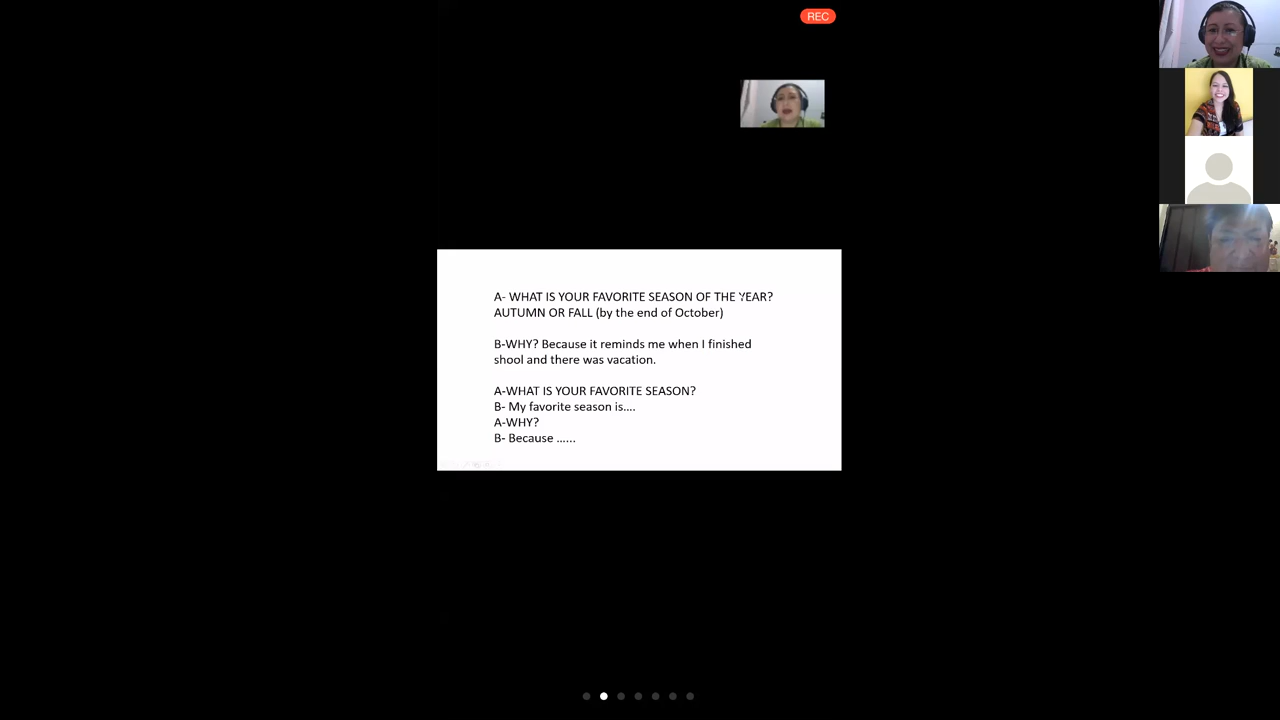 REC
A- WHAT IS YOUR FAVORITE SEASON OF THE YEAR?
AUTUMN OR FALL (by the end of October)
B-WHY? Because it reminds me when I finished
shool and there was vacation.
A-WHAT IS YOUR FAVORITE SEASON?
B- My favorite season is....
A-WHY?
B- Because ......